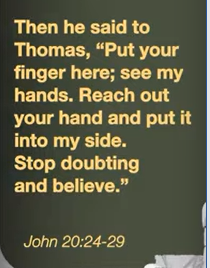 Then he said to
Thomas, “Put your
finger here; see my
hands. Reach out
your hand and put it
into my side.
Stop doubting
and believe.”
John 20:24-29